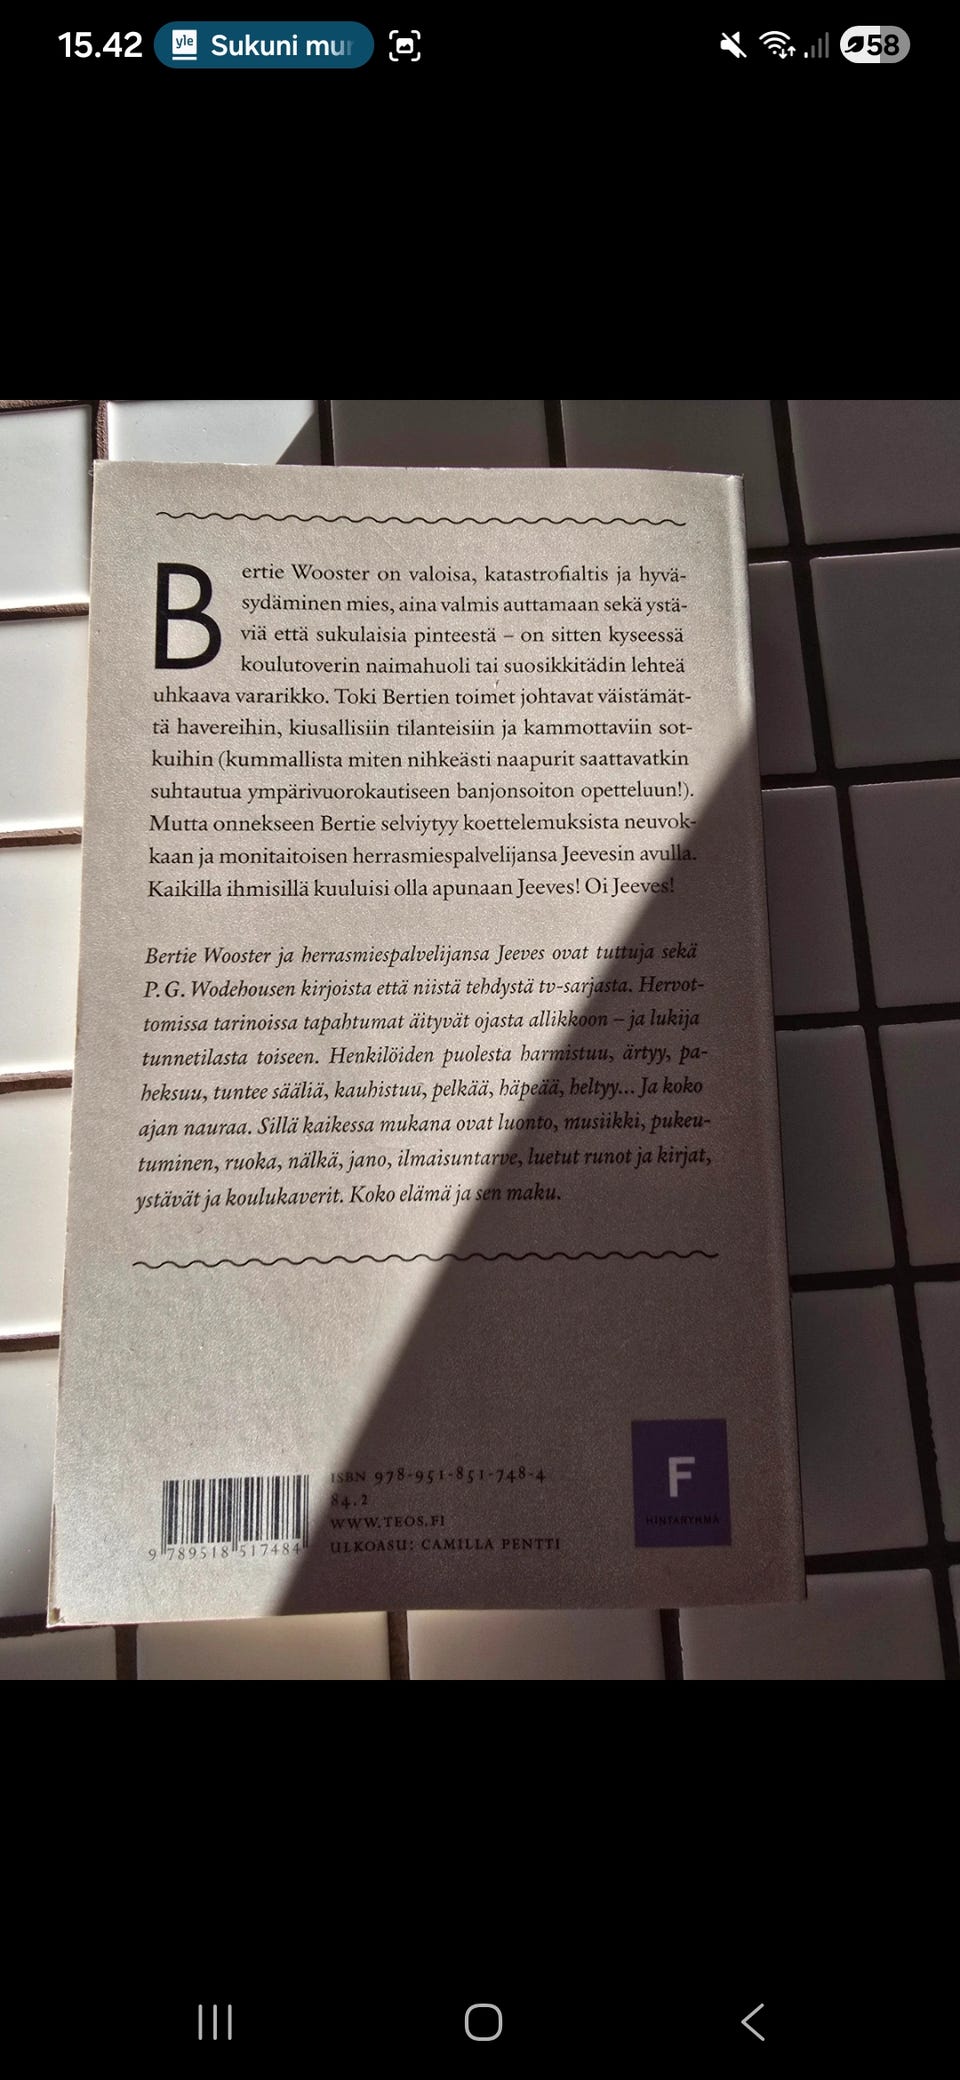 15.42 yle Sukuni mur 58
Bertie Wooster on valoisa, katastrofialtis ja hyvä-
sydäminen mies, aina valmis auttamaan sekä ystä-
viä että sukulaisia pinteestä – on sitten kyseessä
koulutoverin naimahuoli tai suosikkitädin lehteä
uhkaava vararikko. Toki Bertien toimet johtavat väistämät-
tä havereihin, kiusallisiin tilanteisiin ja kammottaviin sot-
kuihin (kummallista miten nihkeästi naapurit saattavatkin
suhtautua ympärivuorokautiseen banjonsoiton opetteluun!).
Mutta onnekseen Bertie selviytyy koettelemuksista neuvok-
kaan ja monitaitoisen herrasmiespalvelijansa Jeevesin avulla.
Kaikilla ihmisillä kuuluisi olla apunaan Jeeves! Oi Jeeves!
Bertie Wooster ja herrasmiespalvelijansa Jeeves ovat tuttuja sekä
P. G. Wodehousen kirjoista että niistä tehdystä tv-sarjasta. Hervot-
tomissa tarinoissa tapahtumat äityvät ojasta allikkoon – ja lukija
tunnetilasta toiseen. Henkilöiden puolesta harmistuu, ärtyy, pa-
heksuu, tuntee sääliä, kauhistuu, pelkää, häpeää, heltyy... Ja koko
ajan nauraa. Sillä kaikessa mukana ovat luonto, musiikki, pukeu-
tuminen, ruoka, nälkä, jano, ilmaisuntarve, luetut runot ja kirjat,
ystävät ja koulukaverit. Koko elämä ja sen maku.
ISBN 978-951-851-748-4
84.2
WWW.TEOS.FI
ULKOASU: CAMILLA PENTTI
9 789518 517484
F
HINTARYHMÄ